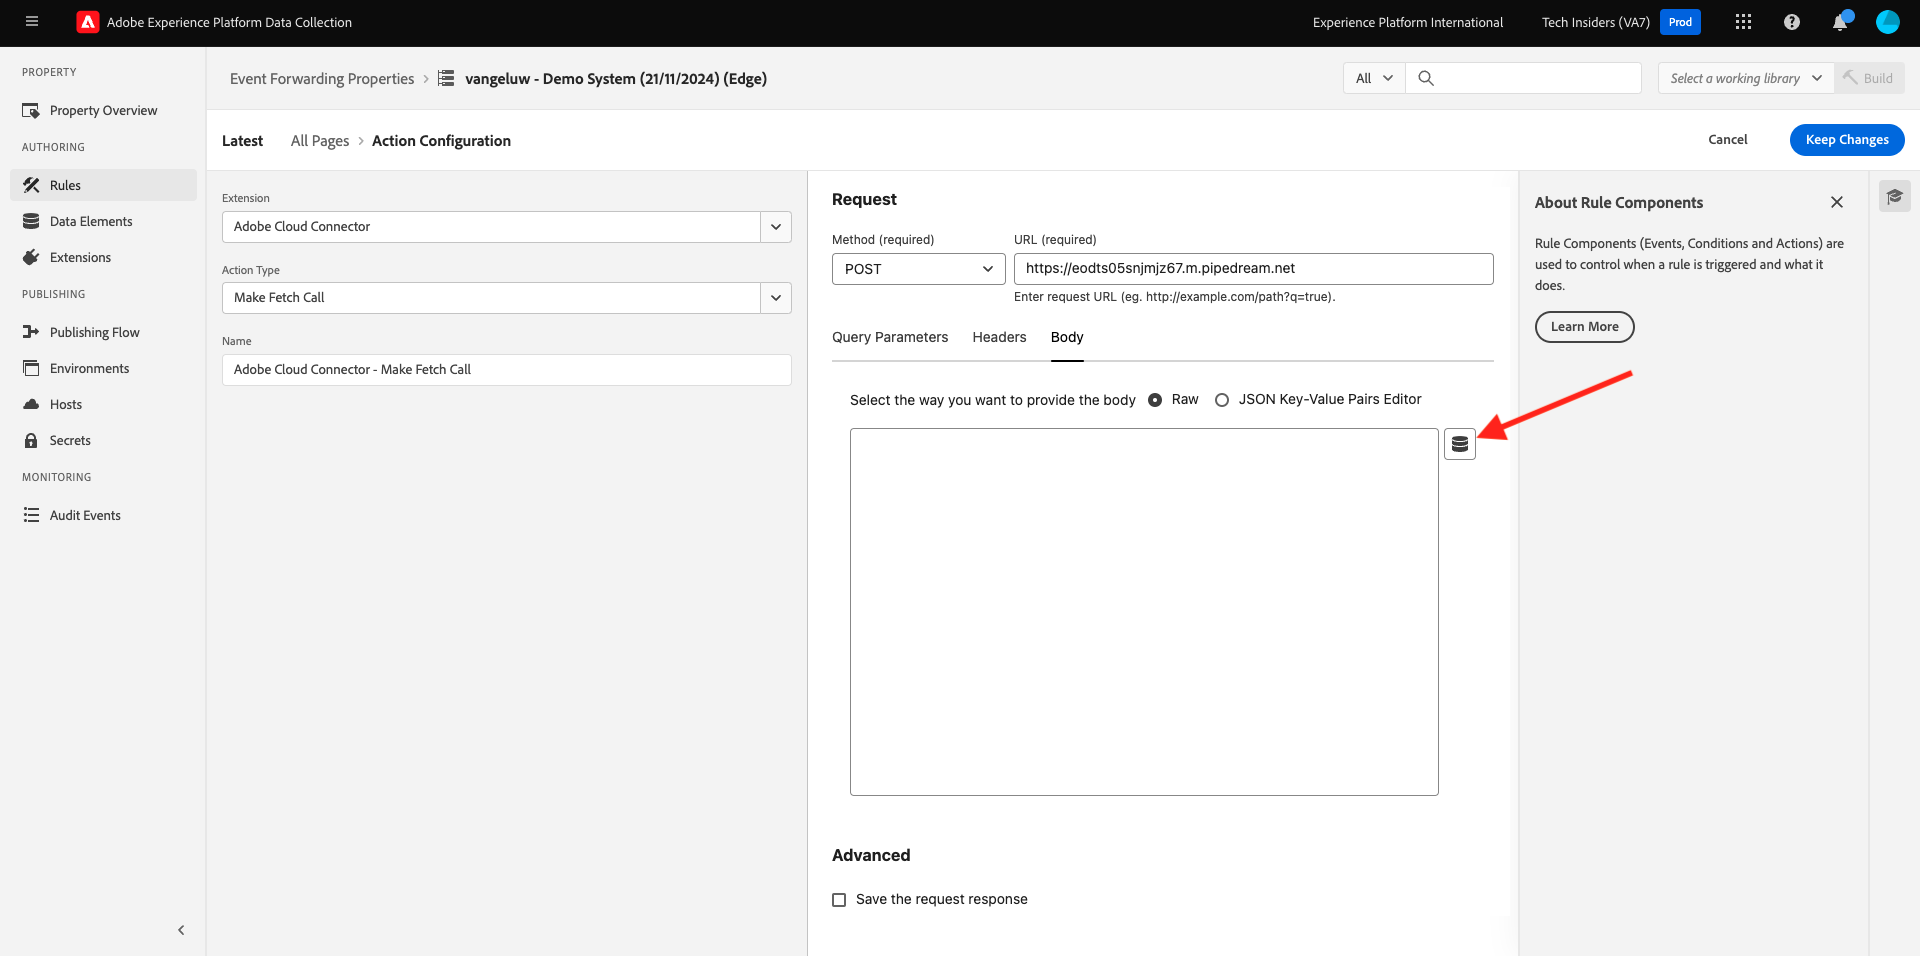 Adobe Experience Platform Data Collection
Experience Platform International
Tech Insiders (VA7)
Prod
PROPERTY
Property Overview
AUTHORING
Rules
Data Elements
Extensions
PUBLISHING
Publishing Flow
Environments
Hosts
Secrets
MONITORING
Audit Events
Event Forwarding Properties > vangeluw - Demo System (21/11/2024) (Edge)
All
Select a working library
Build
Latest
All Pages > Action Configuration
Cancel
Keep Changes
Extension
Adobe Cloud Connector
Action Type
Make Fetch Call
Name
Adobe Cloud Connector - Make Fetch Call
Request
Method (required)
POST
URL (required)
https://eodts05snjmjz67.m.pipedream.net
Enter request URL (eg. http://example.com/path?q=true).
Query Parameters
Headers
Body
Select the way you want to provide the body
Raw
JSON Key-Value Pairs Editor
Advanced
Save the request response
About Rule Components
Rule Components (Events, Conditions and Actions) are
used to control when a rule is triggered and what it
does.
Learn More